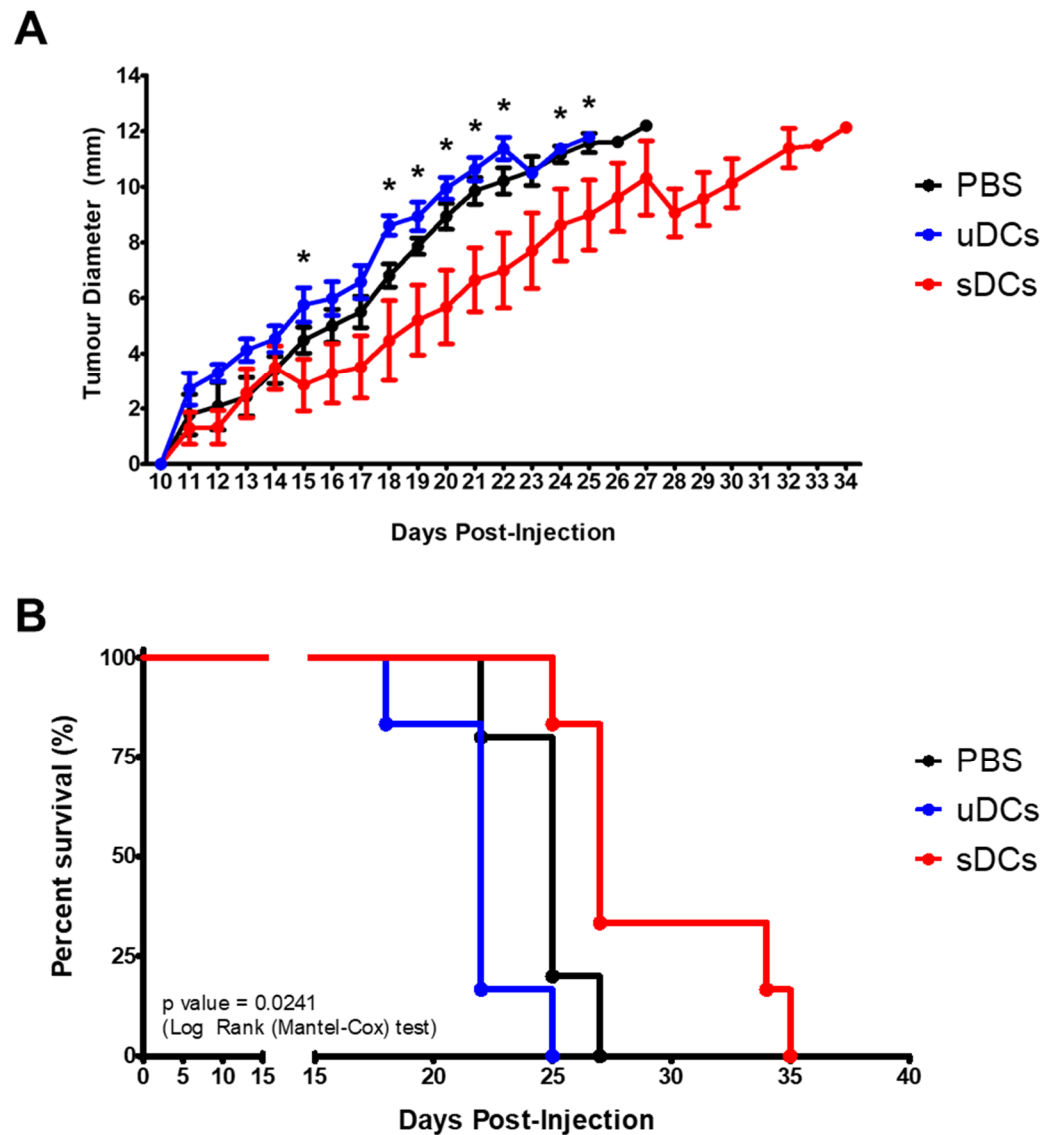 A
14
12
10
8
6
4
2
0
Tumour Diameter (mm)
* * * * * * * *
10 11 12 13 14 15 16 17 18 19 20 21 22 23 24 25 26 27 28 29 30 31 32 33 34
Days Post-Injection
PBS
uDCs
sDCs
B
100
75
50
25
0
Percent survival (%)
p value = 0.0241
(Log Rank (Mantel-Cox) test)
0 5 10 15 15 20 25 30 35 40
Days Post-Injection
PBS
uDCs
sDCs